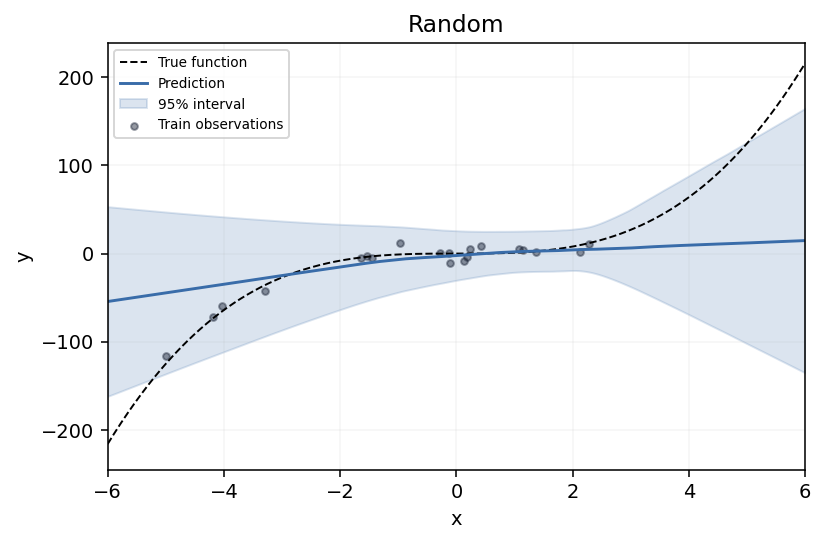 Random
True function
Prediction
95% interval
Train observations
200
100
0
−100
−200
y
−6
−4
−2
0
2
4
6
x